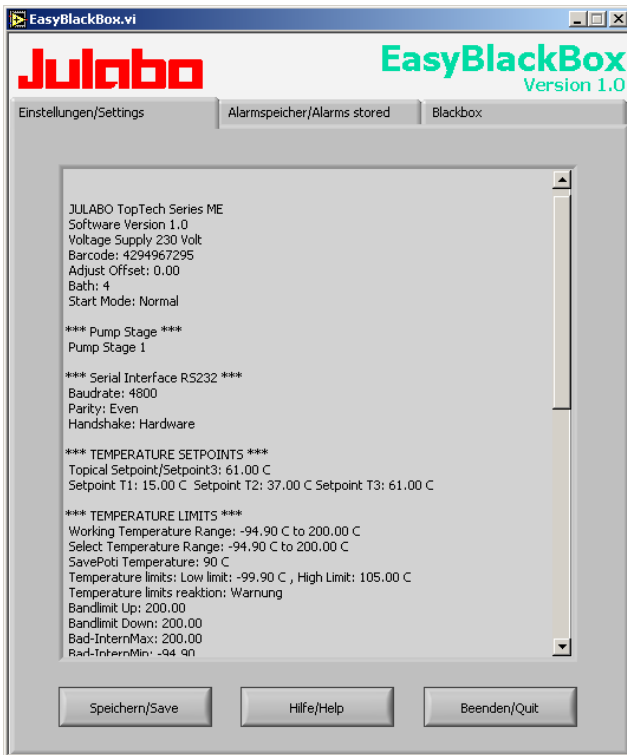 EasyBlackBox.vi
Julabo
EasyBlackBox
Version 1.0
Einstellungen/Settings
Alarmspeicher/Alarms stored
Blackbox
JULABO TopTech Series ME
Software Version 1.0
Voltage Supply 230 Volt
Barcode: 4294967295
Adjust Offset: 0.00
Bath: 4
Start Mode: Normal
*** Pump Stage ***
Pump Stage 1
*** Serial Interface RS232 ***
Baudrate: 4800
Parity: Even
Handshake: Hardware
*** TEMPERATURE SETPOINTS ***
Topical Setpoint/Setpoint3: 61.00 C
Setpoint T1: 15.00 C  Setpoint T2: 37.00 C Setpoint T3: 61.00 C
*** TEMPERATURE LIMITS ***
Working Temperature Range: -94.90 C to 200.00 C
Select Temperature Range: -94.90 C to 200.00 C
SavePoti Temperature: 90 C
Temperature limits: Low limit: -99.90 C , High Limit: 105.00 C
Temperature limits reaktion: Warnung
Bandlimit Up: 200.00
Bandlimit Down: 200.00
Bad-InternMax: 200.00
Bad-InternMin: -94.90
Speichern/Save
Hilfe/Help
Beenden/Quit